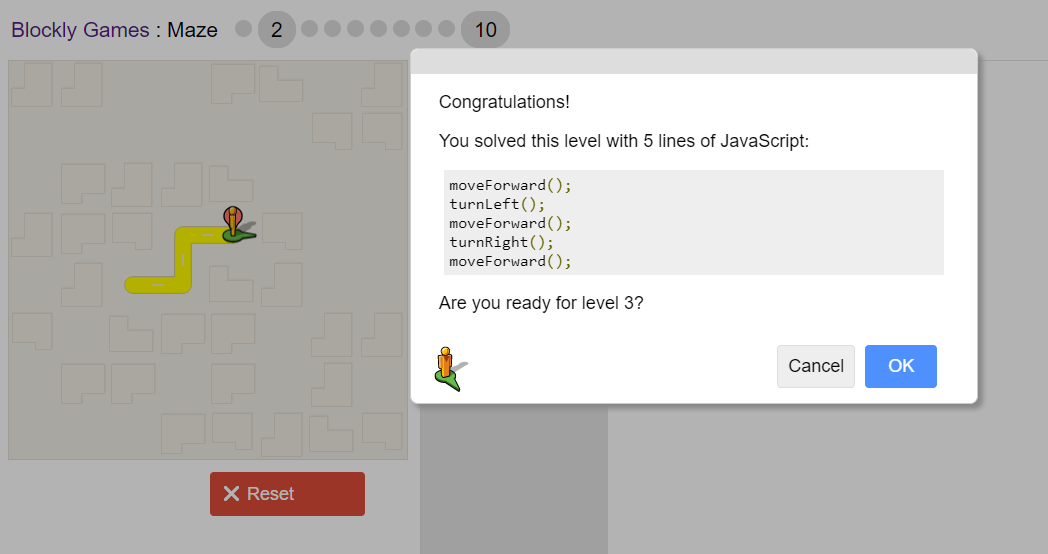 Blockly Games : Maze 2 10
Congratulations!
You solved this level with 5 lines of JavaScript:
moveForward();
turnLeft();
moveForward();
turnRight();
moveForward();
Are you ready for level 3?
Cancel OK
Reset